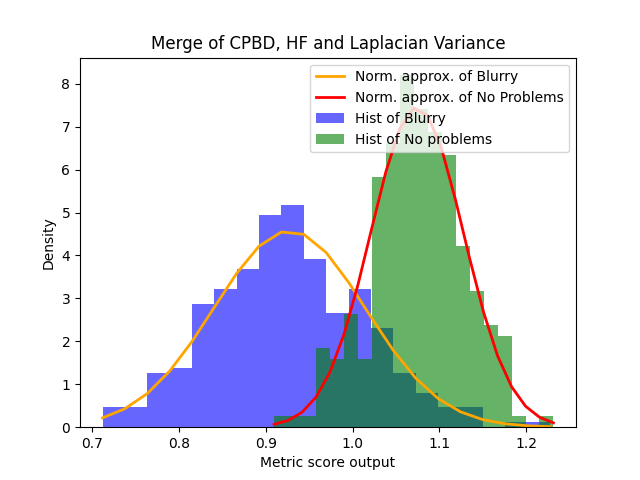 Merge of CPBD, HF and Laplacian Variance
Norm. approx. of Blurry
Norm. approx. of No Problems
Hist of Blurry
Hist of No problems
Density
8
7
6
5
4
3
2
1
0
0.7 0.8 0.9 1.0 1.1 1.2
Metric score output